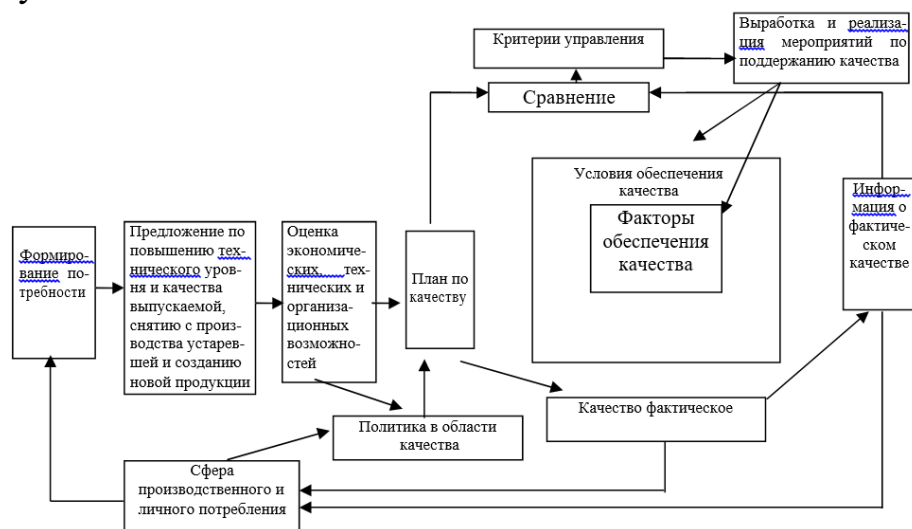 у
Критерии управления
Выработка и реализа-
ция мероприятий по
поддержанию качества
Сравнение
Условия обеспечения
качества
Факторы
обеспечения
качества
Инфор-
мация о
фактиче-
ском
качестве
Формиро-
вание по-
требности
Предложение по
повышению тех-
нического уров-
ня и качества
выпускаемой,
снятию с произ-
водства устарев-
шей и созданию
новой продукции
Оценка
экономиче-
ских, тех-
нических и
организа-
ционных
возможно-
стей
План по
качеству
Политика в области
качества
Качество фактическое
Сфера
производственного и
личного потребления